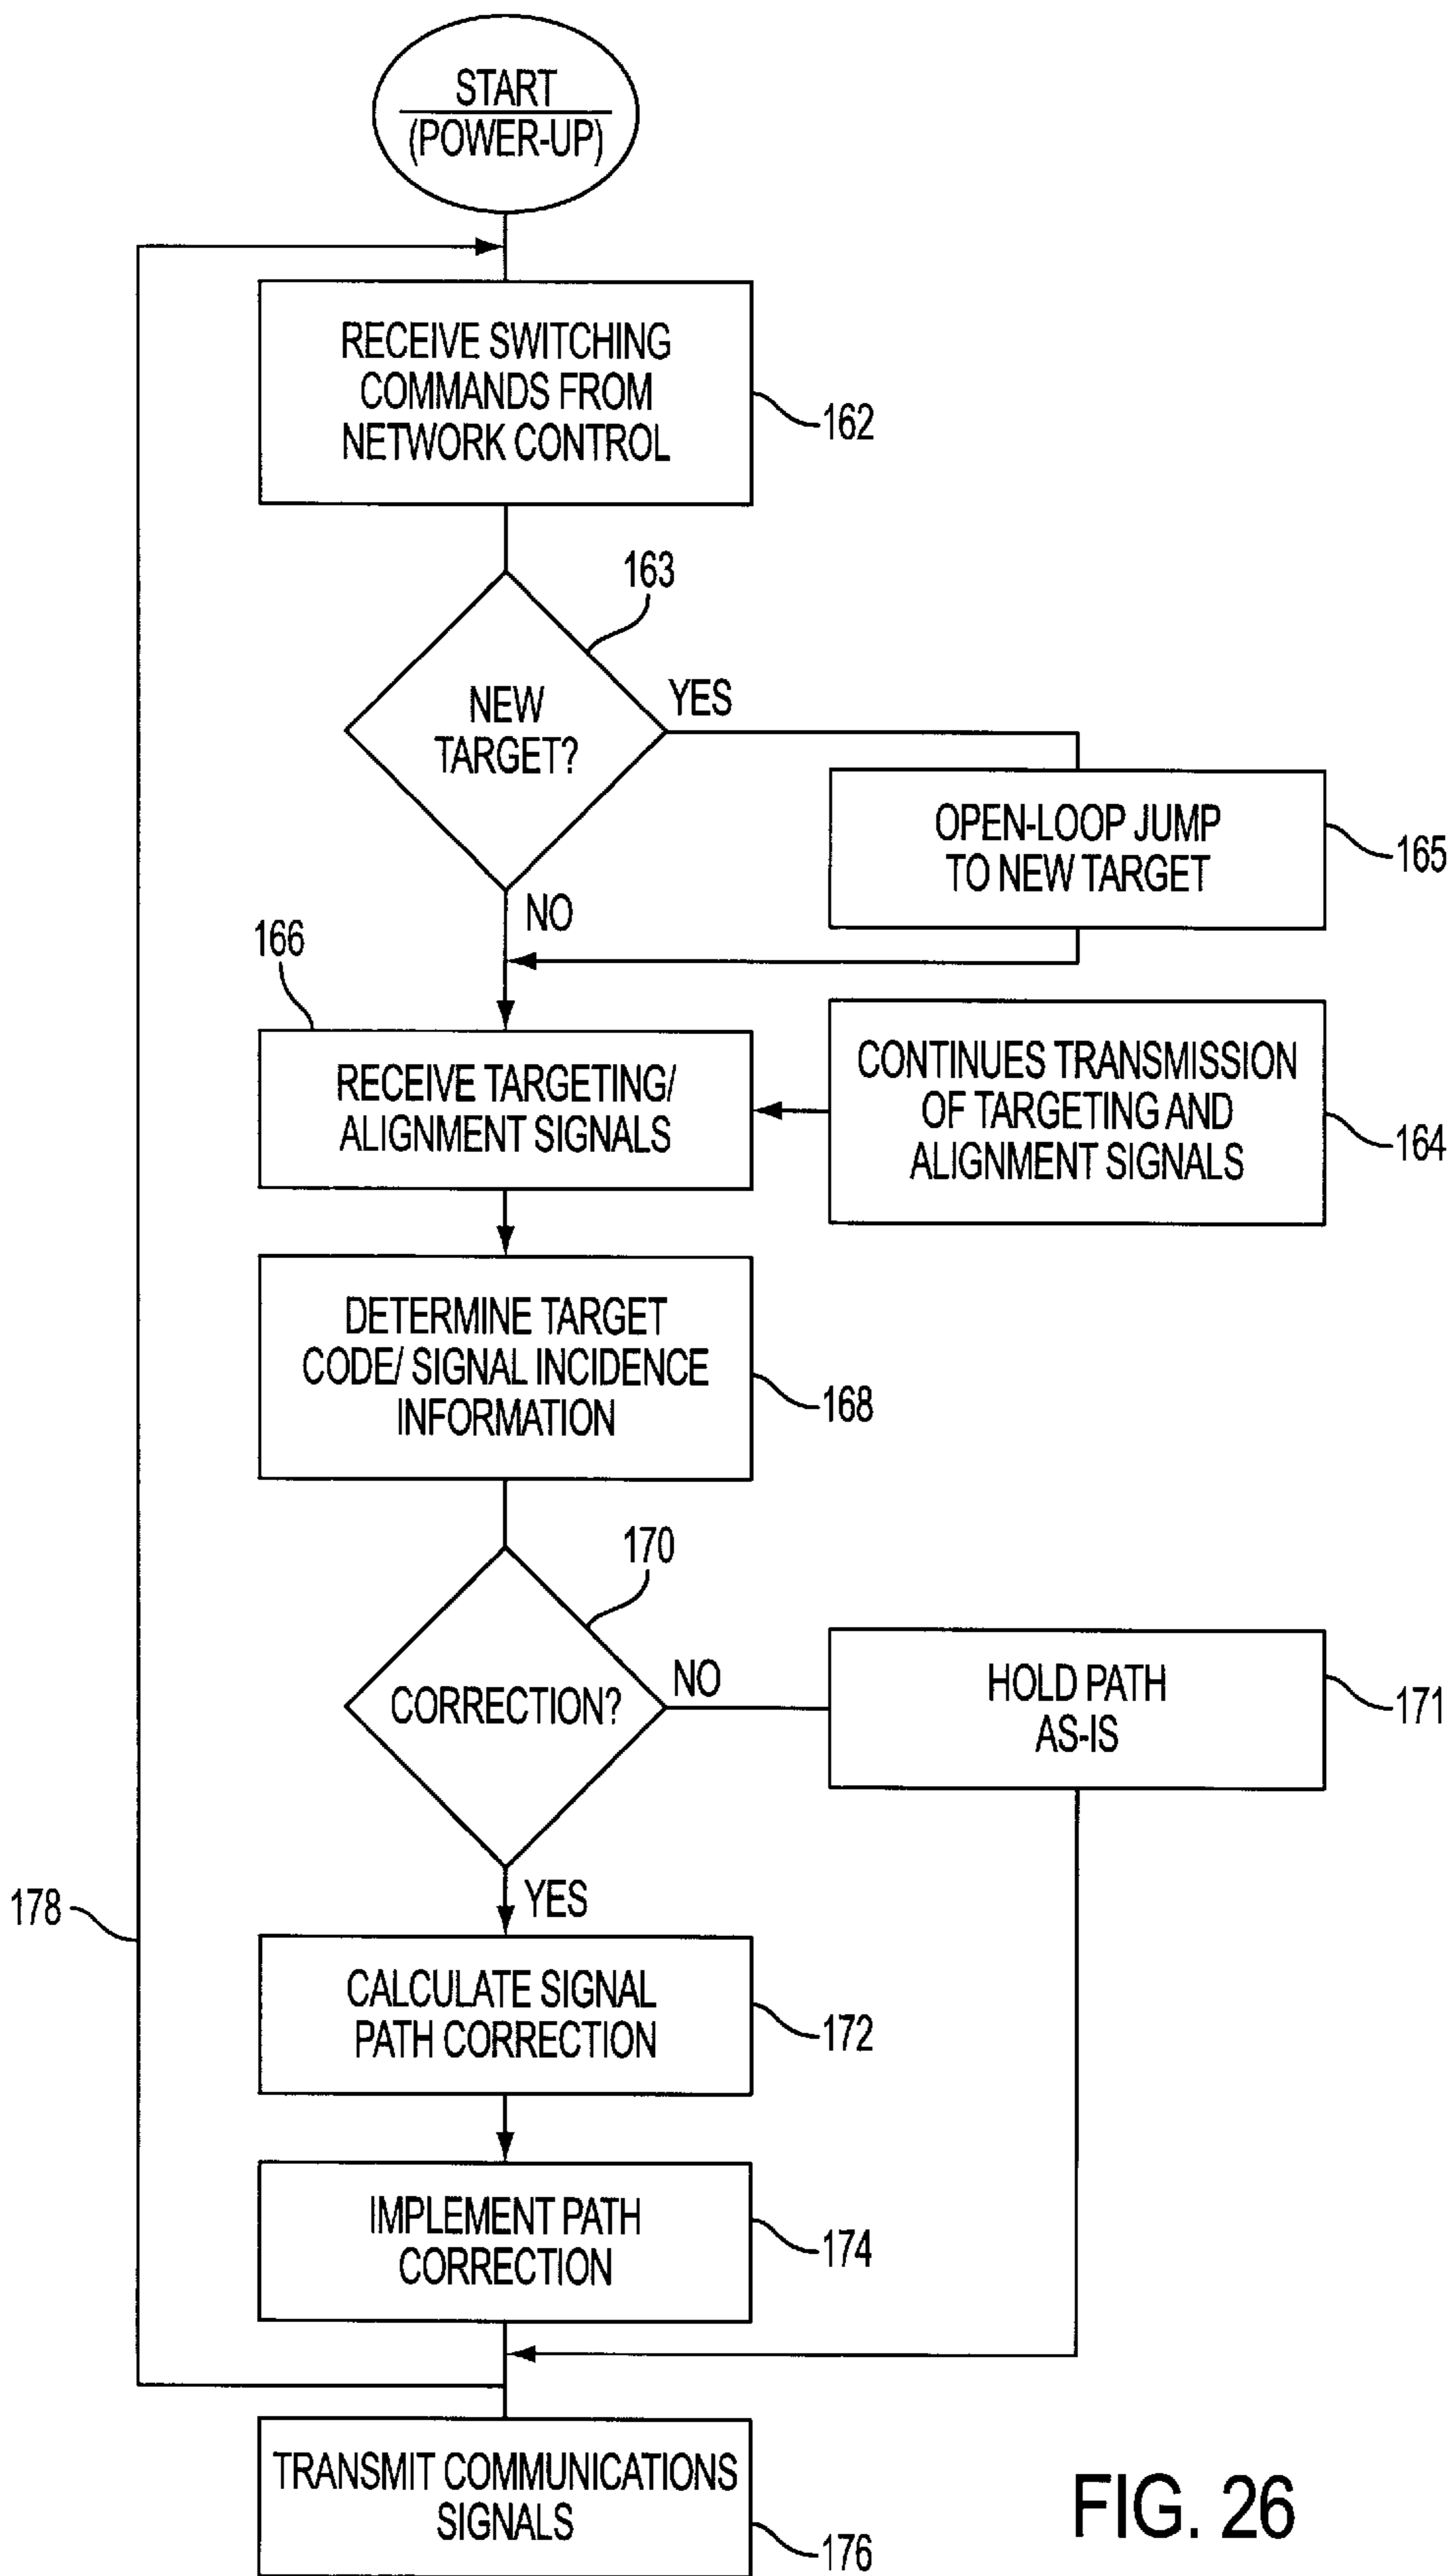 START
(POWER-UP)
RECEIVE SWITCHING
COMMANDS FROM
NETWORK CONTROL
162
163
NEW
TARGET?
YES
OPEN-LOOP JUMP
TO NEW TARGET
165
NO
166
RECEIVE TARGETING/
ALIGNMENT SIGNALS
CONTINUES TRANSMISSION
OF TARGETING AND
ALIGNMENT SIGNALS
164
DETERMINE TARGET
CODE/ SIGNAL INCIDENCE
INFORMATION
168
170
CORRECTION?
NO
HOLD PATH
AS-IS
171
YES
178
CALCULATE SIGNAL
PATH CORRECTION
172
IMPLEMENT PATH
CORRECTION
174
TRANSMIT COMMUNICATIONS
SIGNALS
176
FIG. 26